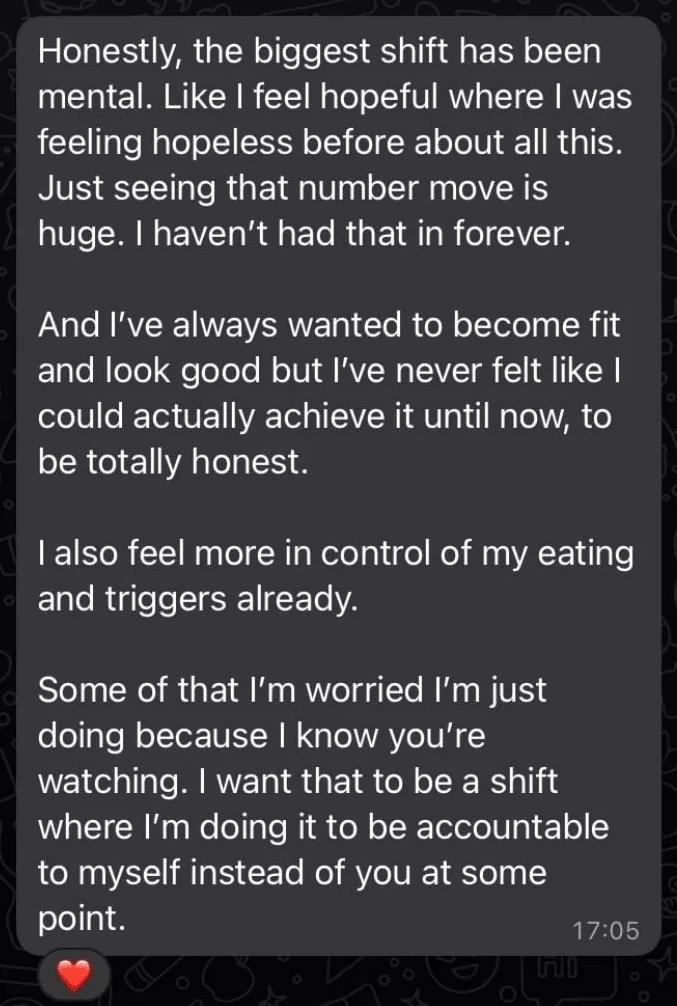 Honestly, the biggest shift has been
mental. Like I feel hopeful where I was
feeling hopeless before about all this.
Just seeing that number move is
huge. I haven’t had that in forever.
And I’ve always wanted to become fit
and look good but I’ve never felt like I
could actually achieve it until now, to
be totally honest.
I also feel more in control of my eating
and triggers already.
Some of that I’m worried I’m just
doing because I know you’re
watching. I want that to be a shift
where I’m doing it to be accountable
to myself instead of you at some
point.
17:05